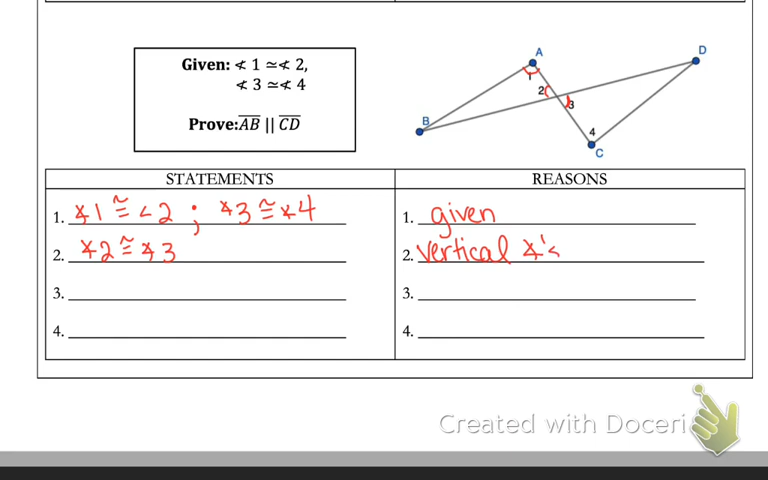 Given: ∢ 1 ≃∢ 2,
∢ 3 ≃∢ 4
Prove:AB || CD
A
D
1
2
3
B
4
C
STATEMENTS REASONS
1. ∢1 ≅ <2 ; ∢3 ≅ ∢4 1. given
2. ∢2 ≅ ∢3 2. vertical ∢'s
3. 3.
4. 4.
Created with Doceri